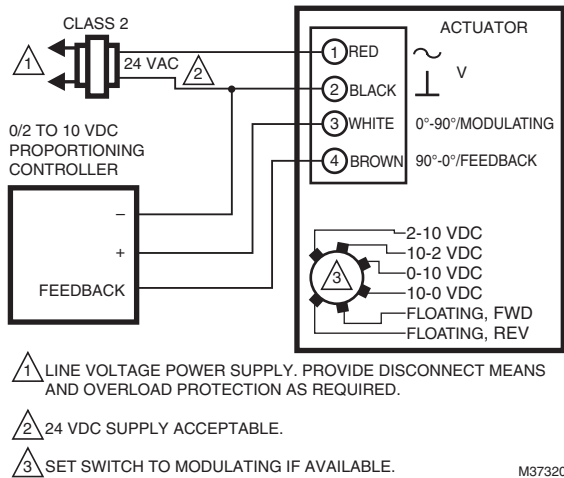 CLASS 2
ACTUATOR
1
24 VAC
2
1 RED
V
2 BLACK
3 WHITE 0°-90°/MODULATING
4 BROWN 90°-0°/FEEDBACK
0/2 TO 10 VDC
PROPORTIONING
CONTROLLER
–
+
FEEDBACK
3
2-10 VDC
10-2 VDC
0-10 VDC
10-0 VDC
FLOATING, FWD
FLOATING, REV
1 LINE VOLTAGE POWER SUPPLY. PROVIDE DISCONNECT MEANS
AND OVERLOAD PROTECTION AS REQUIRED.
2 24 VDC SUPPLY ACCEPTABLE.
3 SET SWITCH TO MODULATING IF AVAILABLE.
M37320